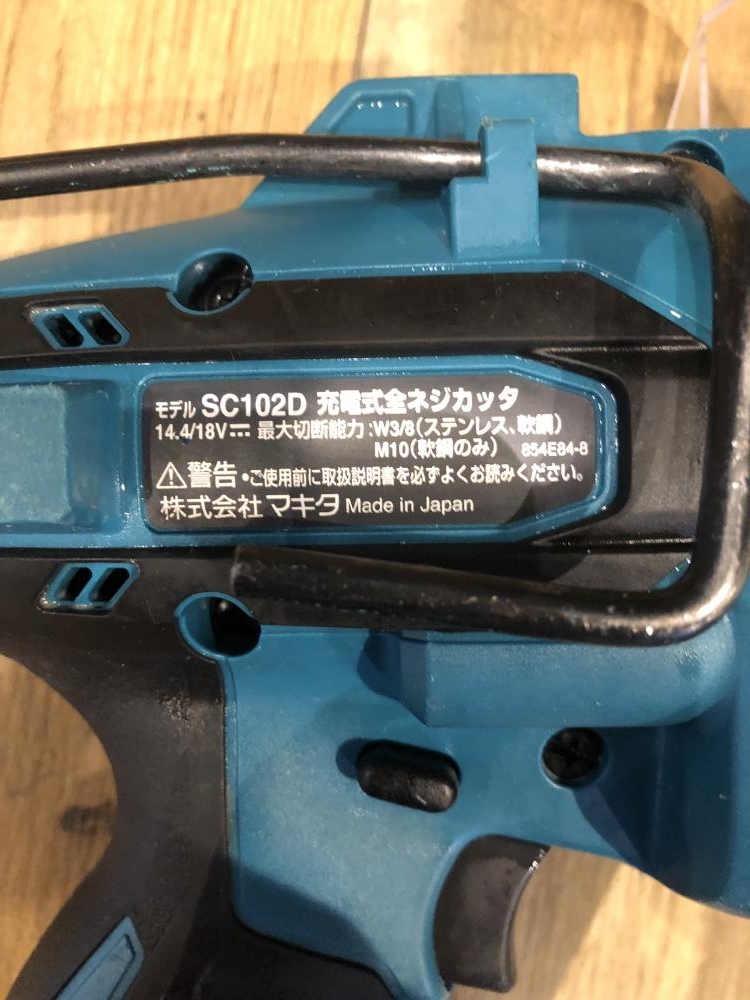 モデル SC102D 充電式全ネジカッタ
14.4/18V⎓ 最大切断能力:W3/8(ステンレス、軟鋼)
M10(軟鋼のみ) 854E84-8
⚠警告・ご使用前に取扱説明書を必ずよくお読みください。
株式会社マキタ Made in Japan